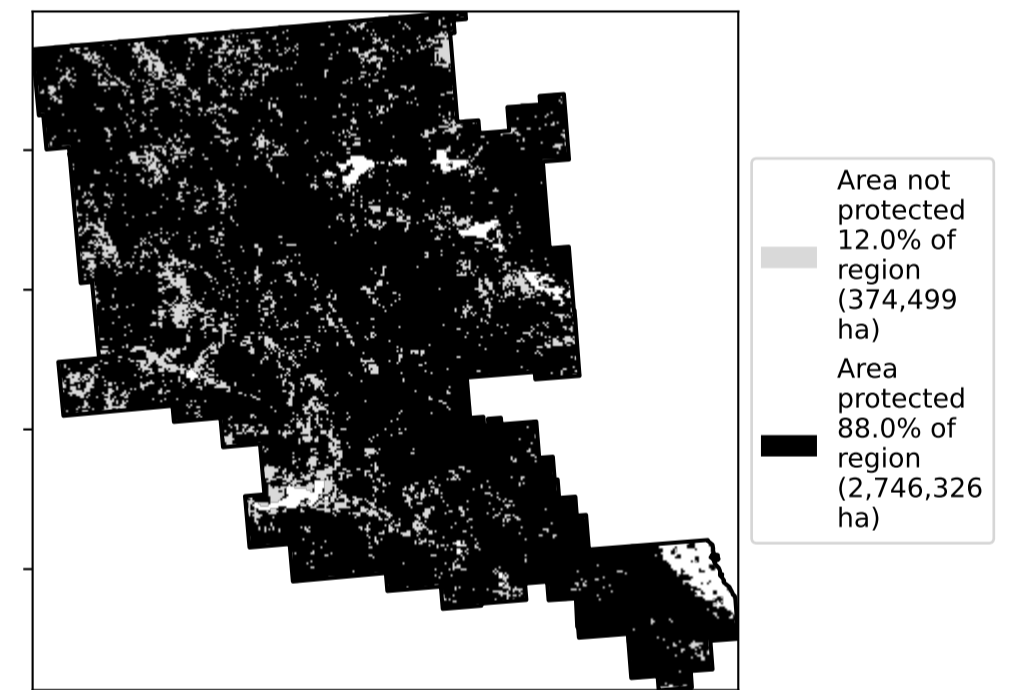 Area not
protected
12.0% of
region
(374,499
ha)
Area
protected
88.0% of
region
(2,746,326
ha)